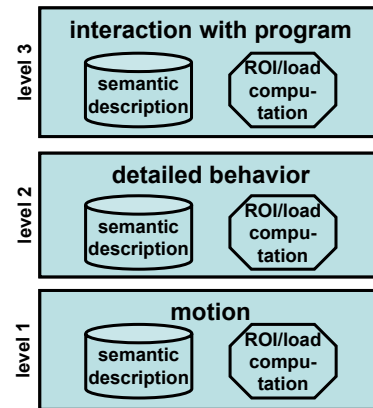 level 3
interaction with program
semantic
description
ROI/load
compu-
tation
level 2
detailed behavior
semantic
description
ROI/load
compu-
tation
level 1
motion
semantic
description
ROI/load
compu-
tation